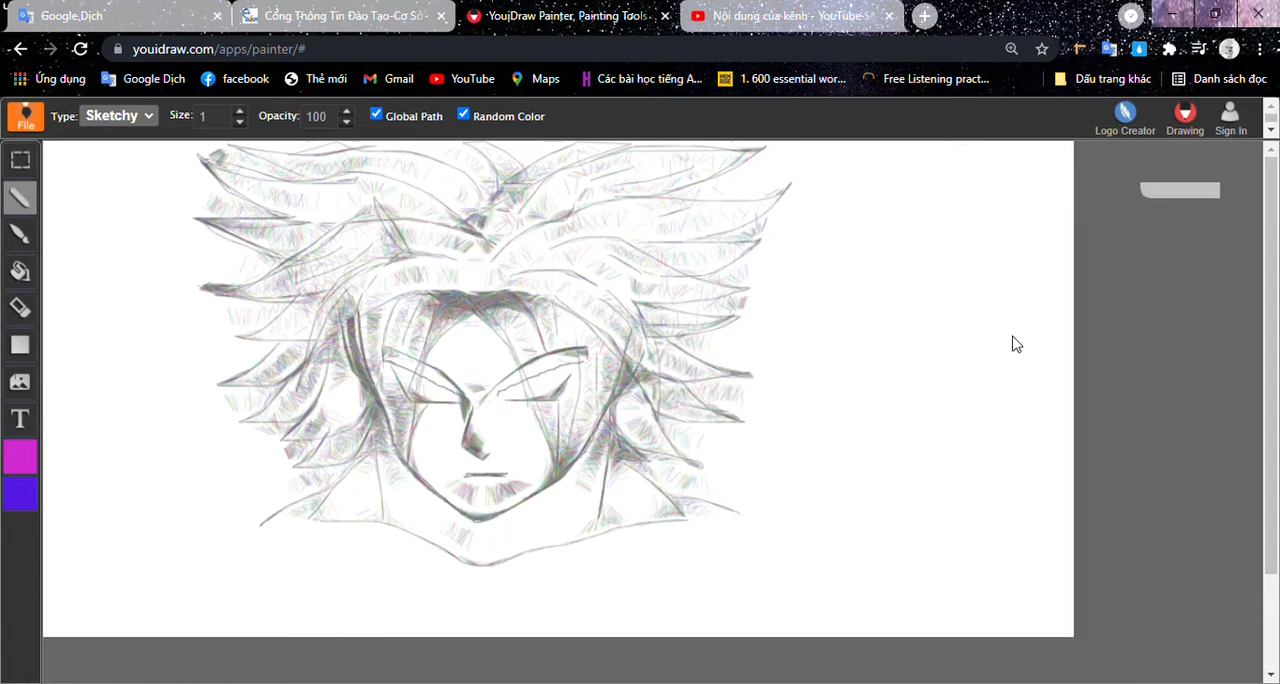 Google Dịch
Cổng Thông Tin Đào Tạo-Cơ Sở -
YouiDraw Painter, Painting Tools
Nội dung của kênh - YouTube S
youidraw.com/apps/painter/#
Ứng dụng
Google Dịch
facebook
Thẻ mới
Gmail
YouTube
Maps
Các bài học tiếng A...
1. 600 essential wor...
Free Listening pract...
Dấu trang khác
Danh sách đọc
File
Type: Sketchy
Size: 1
Opacity: 100
Global Path
Random Color
Logo Creator
Drawing
Sign In
T